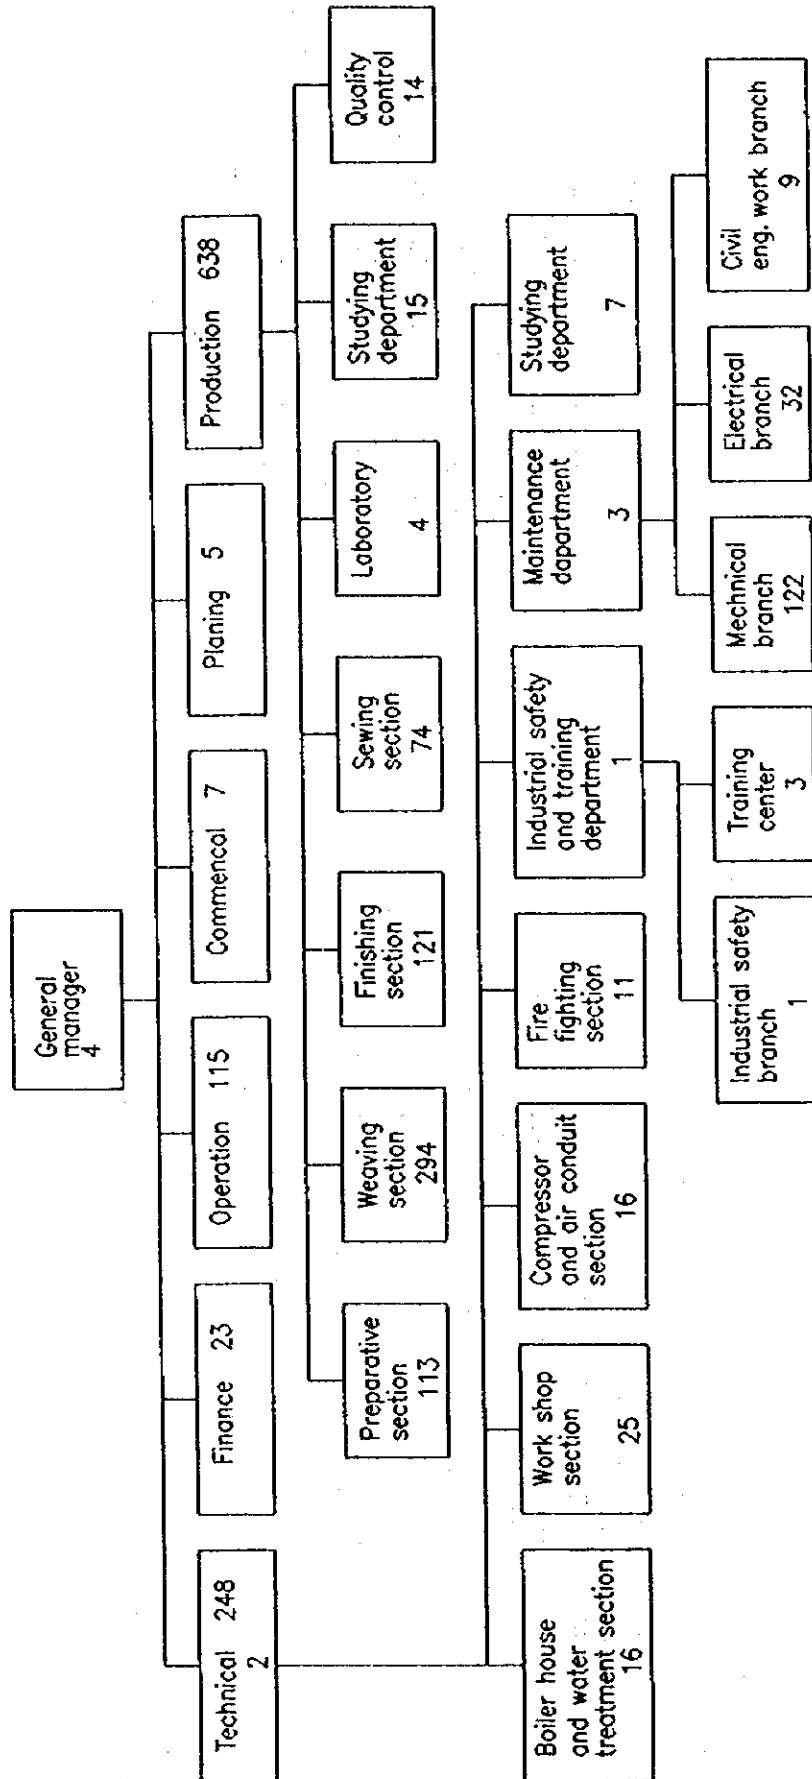 General
manager
4
Technical 248
2
Finance 23
Operation 115
Commencal 7
Planing 5
Production 638
Preparative
section
113
Weaving
section
294
Finishing
section
121
Sewing
section
74
Laboratory
4
Studying
department
15
Quality
control
14
Boiler house
and water
treatment section
16
Work shop
section
25
Compressor
and air conduit
section
16
Fire
fighting
section
11
Industrial safety
and training
department
1
Maintenance
dapartment
3
Studying
department
7
Industrial safety
branch
1
Training
center
3
Mechnical
branch
122
Electrical
branch
32
Civil
eng. work branch
9